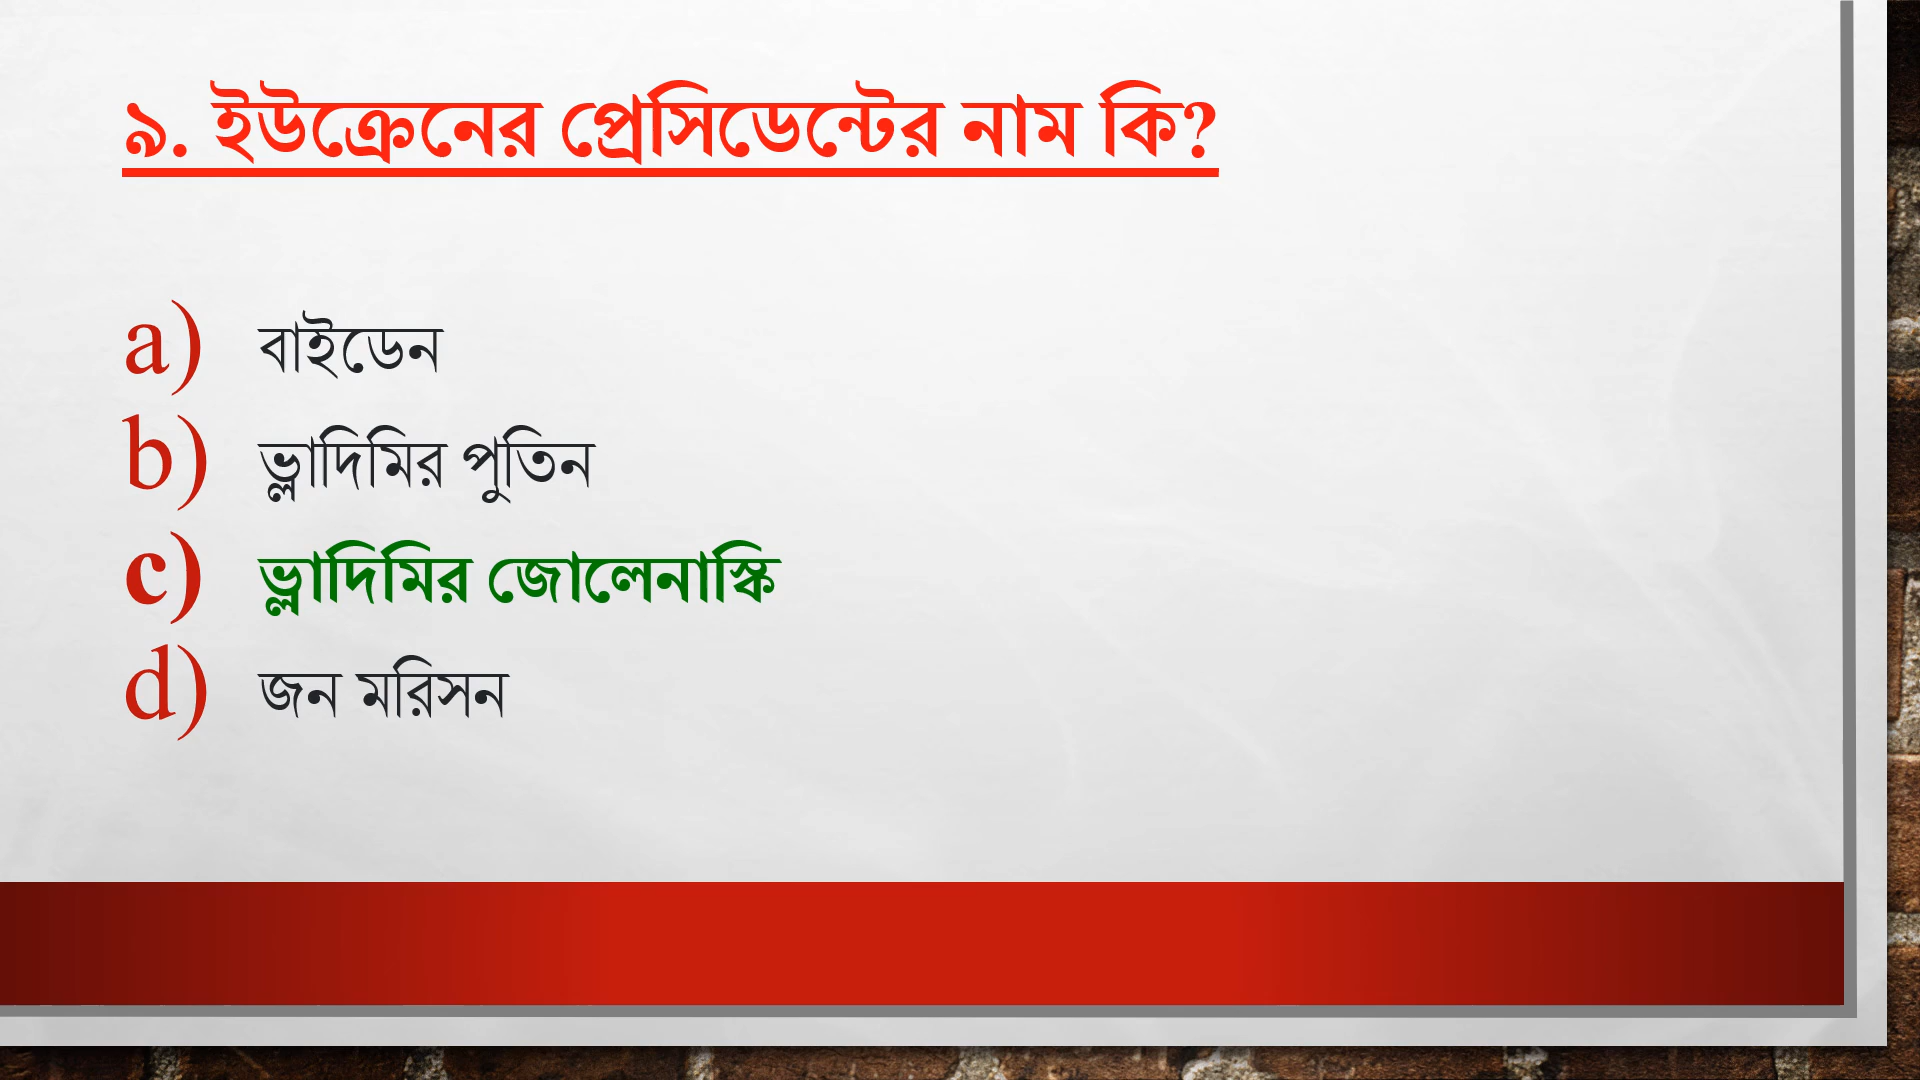 ৯. ইউক্রেনের প্রেসিডেন্টের নাম কি?
a) বাইডেন
b) ভ্লাদিমির পুতিন
c) ভ্লাদিমির জোলেনাস্কি
d) জন মরিসন